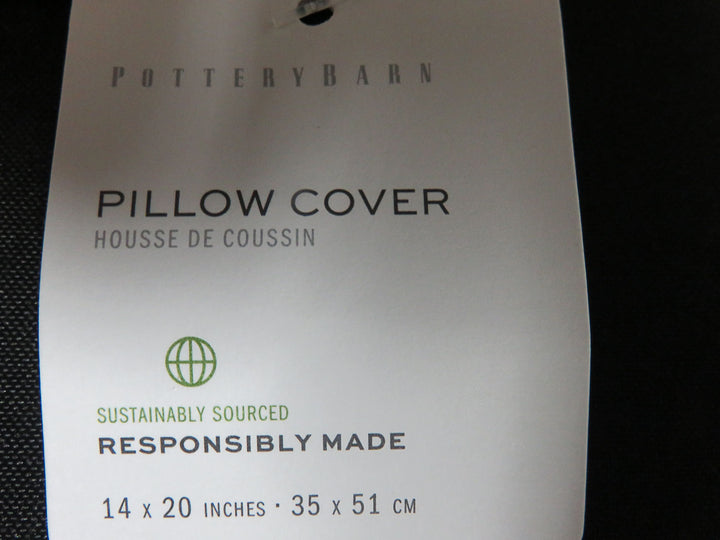 POTTERYBARN
PILLOW COVER
HOUSSE DE COUSSIN
SUSTAINABLY SOURCED
RESPONSIBLY MADE
14 x 20 INCHES · 35 x 51 CM